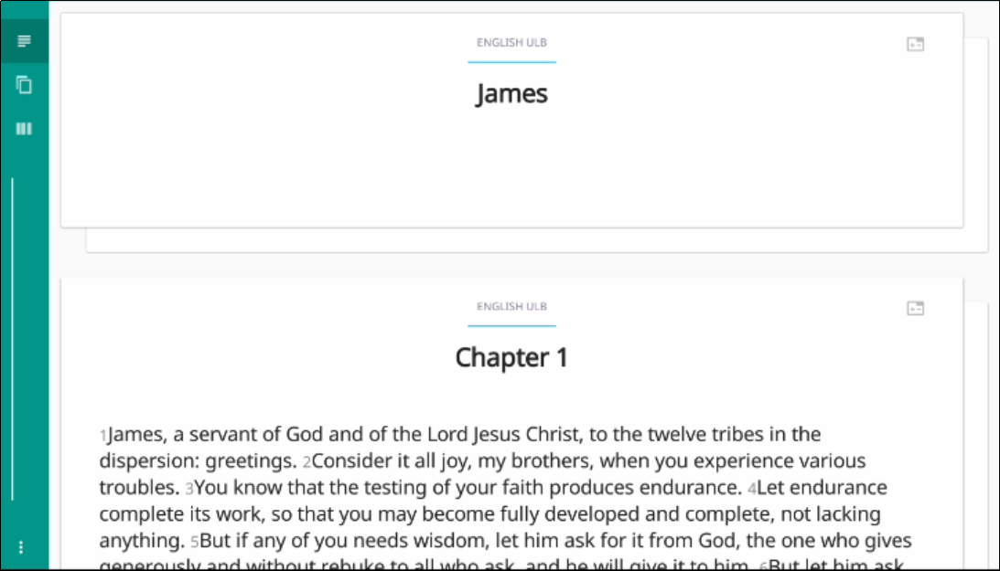 ENGLISH ULB
James
ENGLISH ULB
Chapter 1
1James, a servant of God and of the Lord Jesus Christ, to the twelve tribes in the
dispersion: greetings. 2Consider it all joy, my brothers, when you experience various
troubles. 3You know that the testing of your faith produces endurance. 4Let endurance
complete its work, so that you may become fully developed and complete, not lacking
anything. 5But if any of you needs wisdom, let him ask for it from God, the one who gives
generously and without rebuke to all who ask, and he will give it to him. 6But let him ask